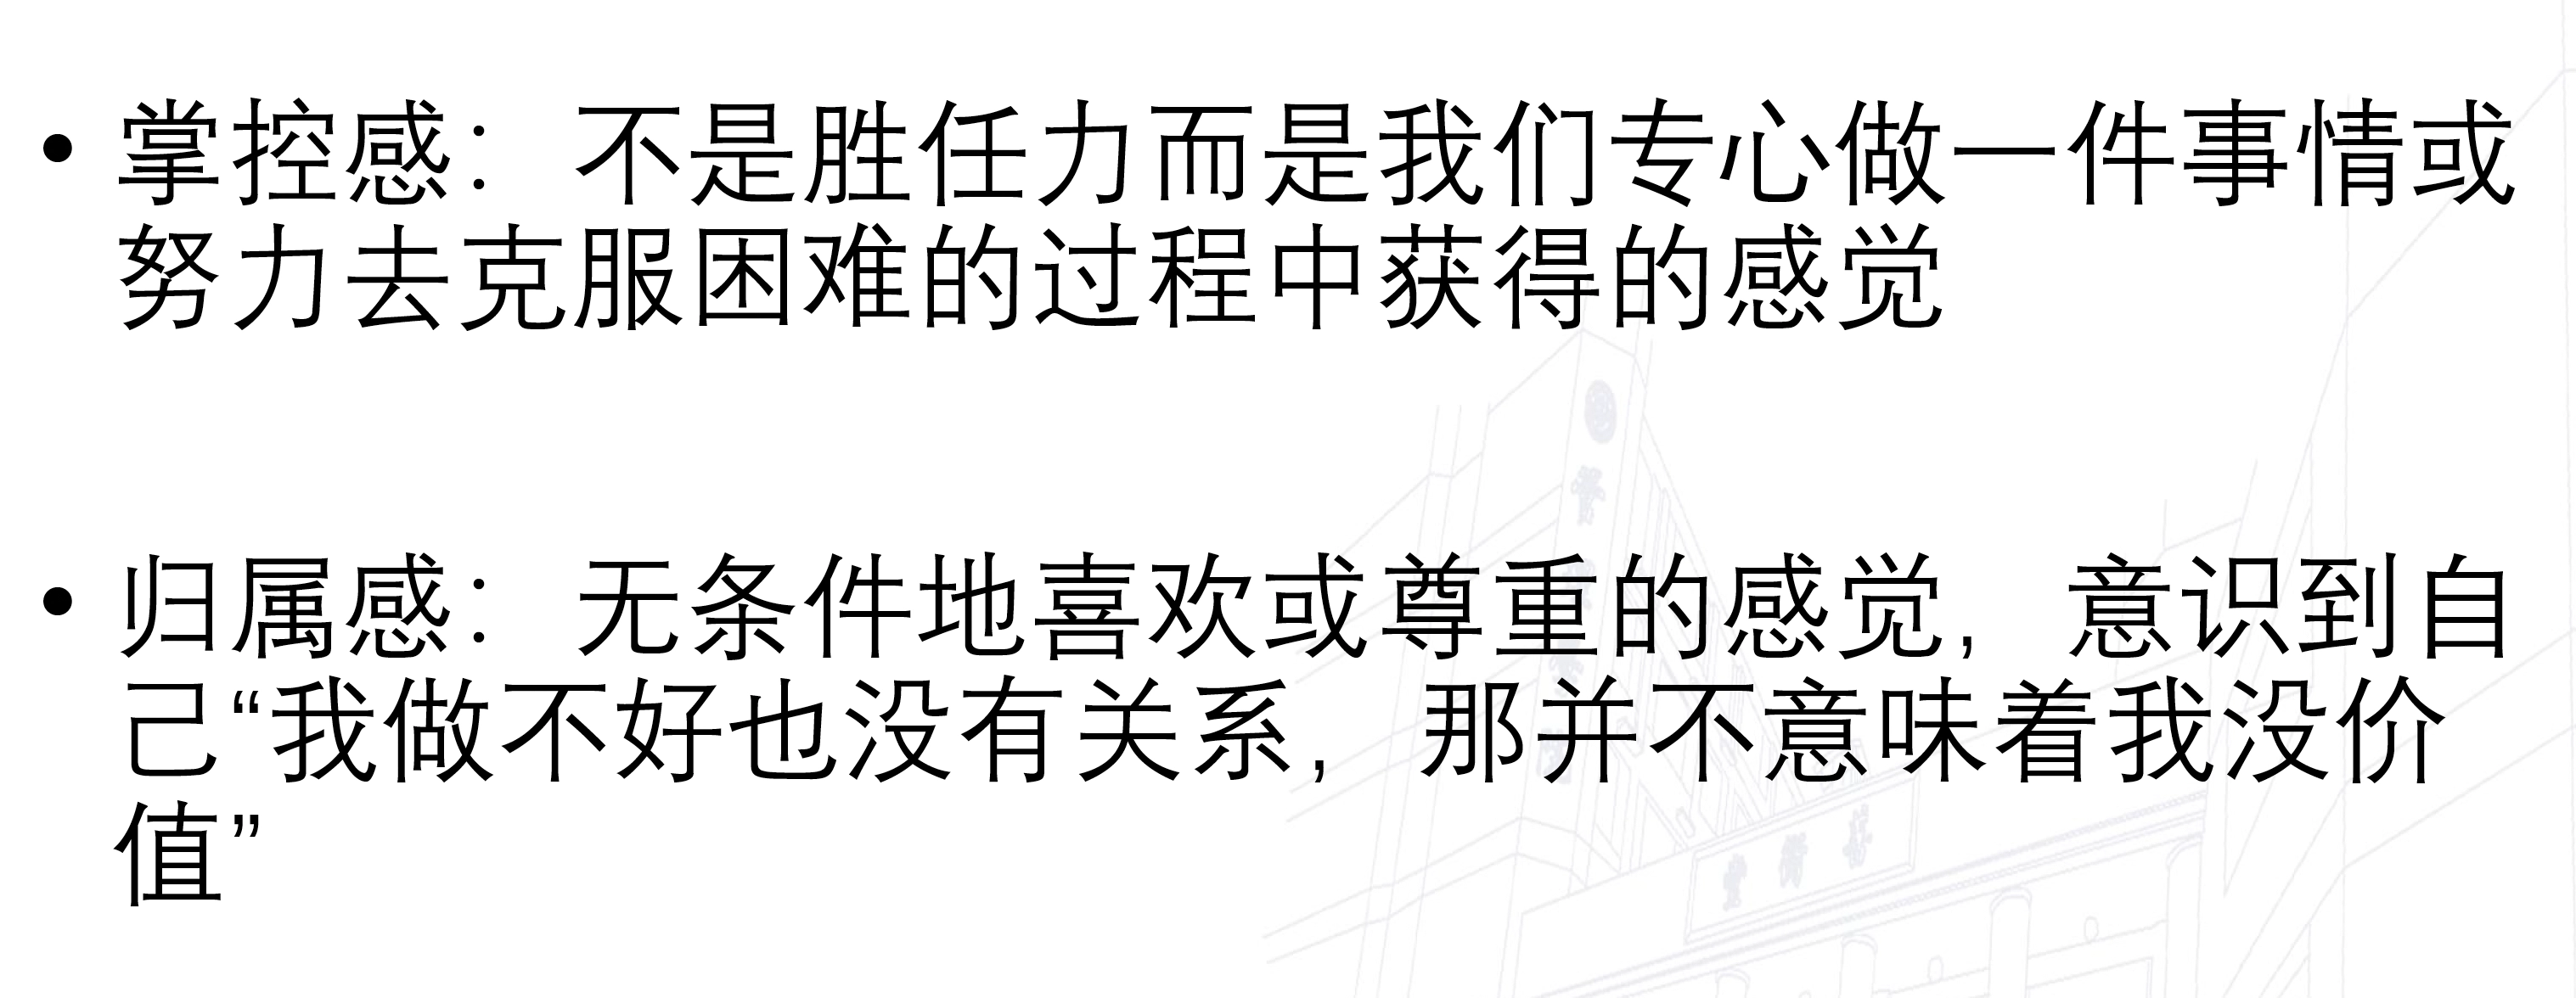 • 掌控感：不是胜任力而是我们专心做一件事情或
努力去克服困难的过程中获得的感觉
• 归属感：无条件地喜欢或尊重的感觉，意识到自
己“我做不好也没有关系，那并不意味着我没价
值”